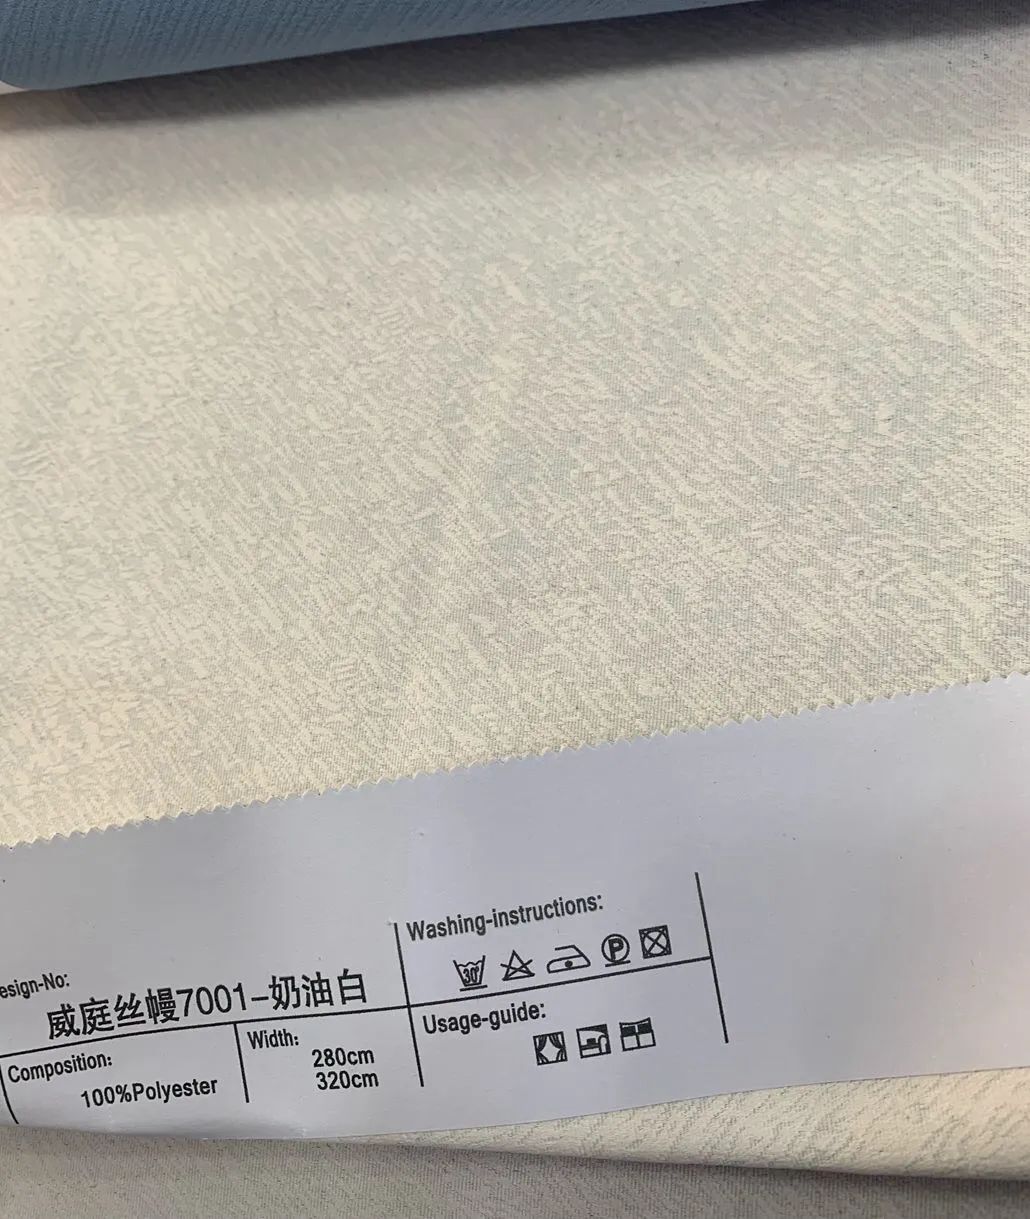 esign-No:
威庭丝幔7001-奶油白
Composition:
100%Polyester
Width:
280cm
320cm
Washing-instructions:
30°
P
Usage-guide: